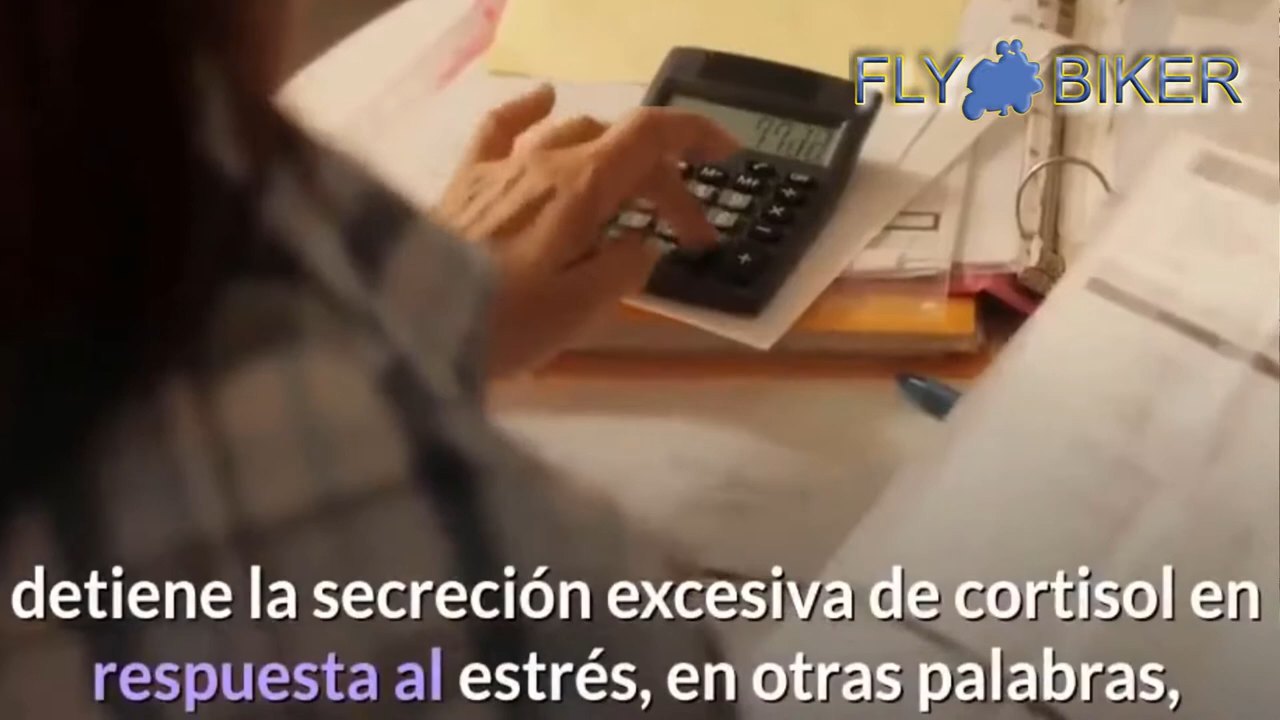 FLY BIKER
detiene la secreción excesiva de cortisol en
respuesta al estrés, en otras palabras,